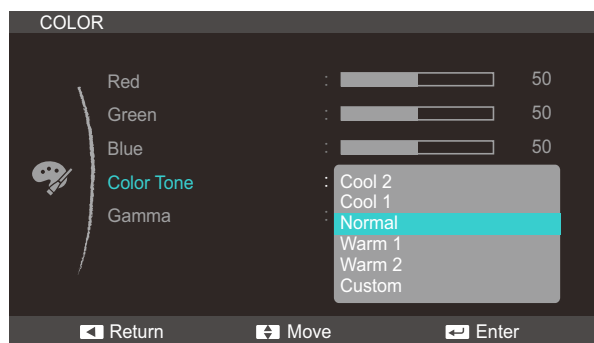 COLOR
Red : 50
Green : 50
Blue : 50
Color Tone : Cool 2
Cool 1
Gamma : Normal
Warm 1
Warm 2
Custom
Return Move Enter